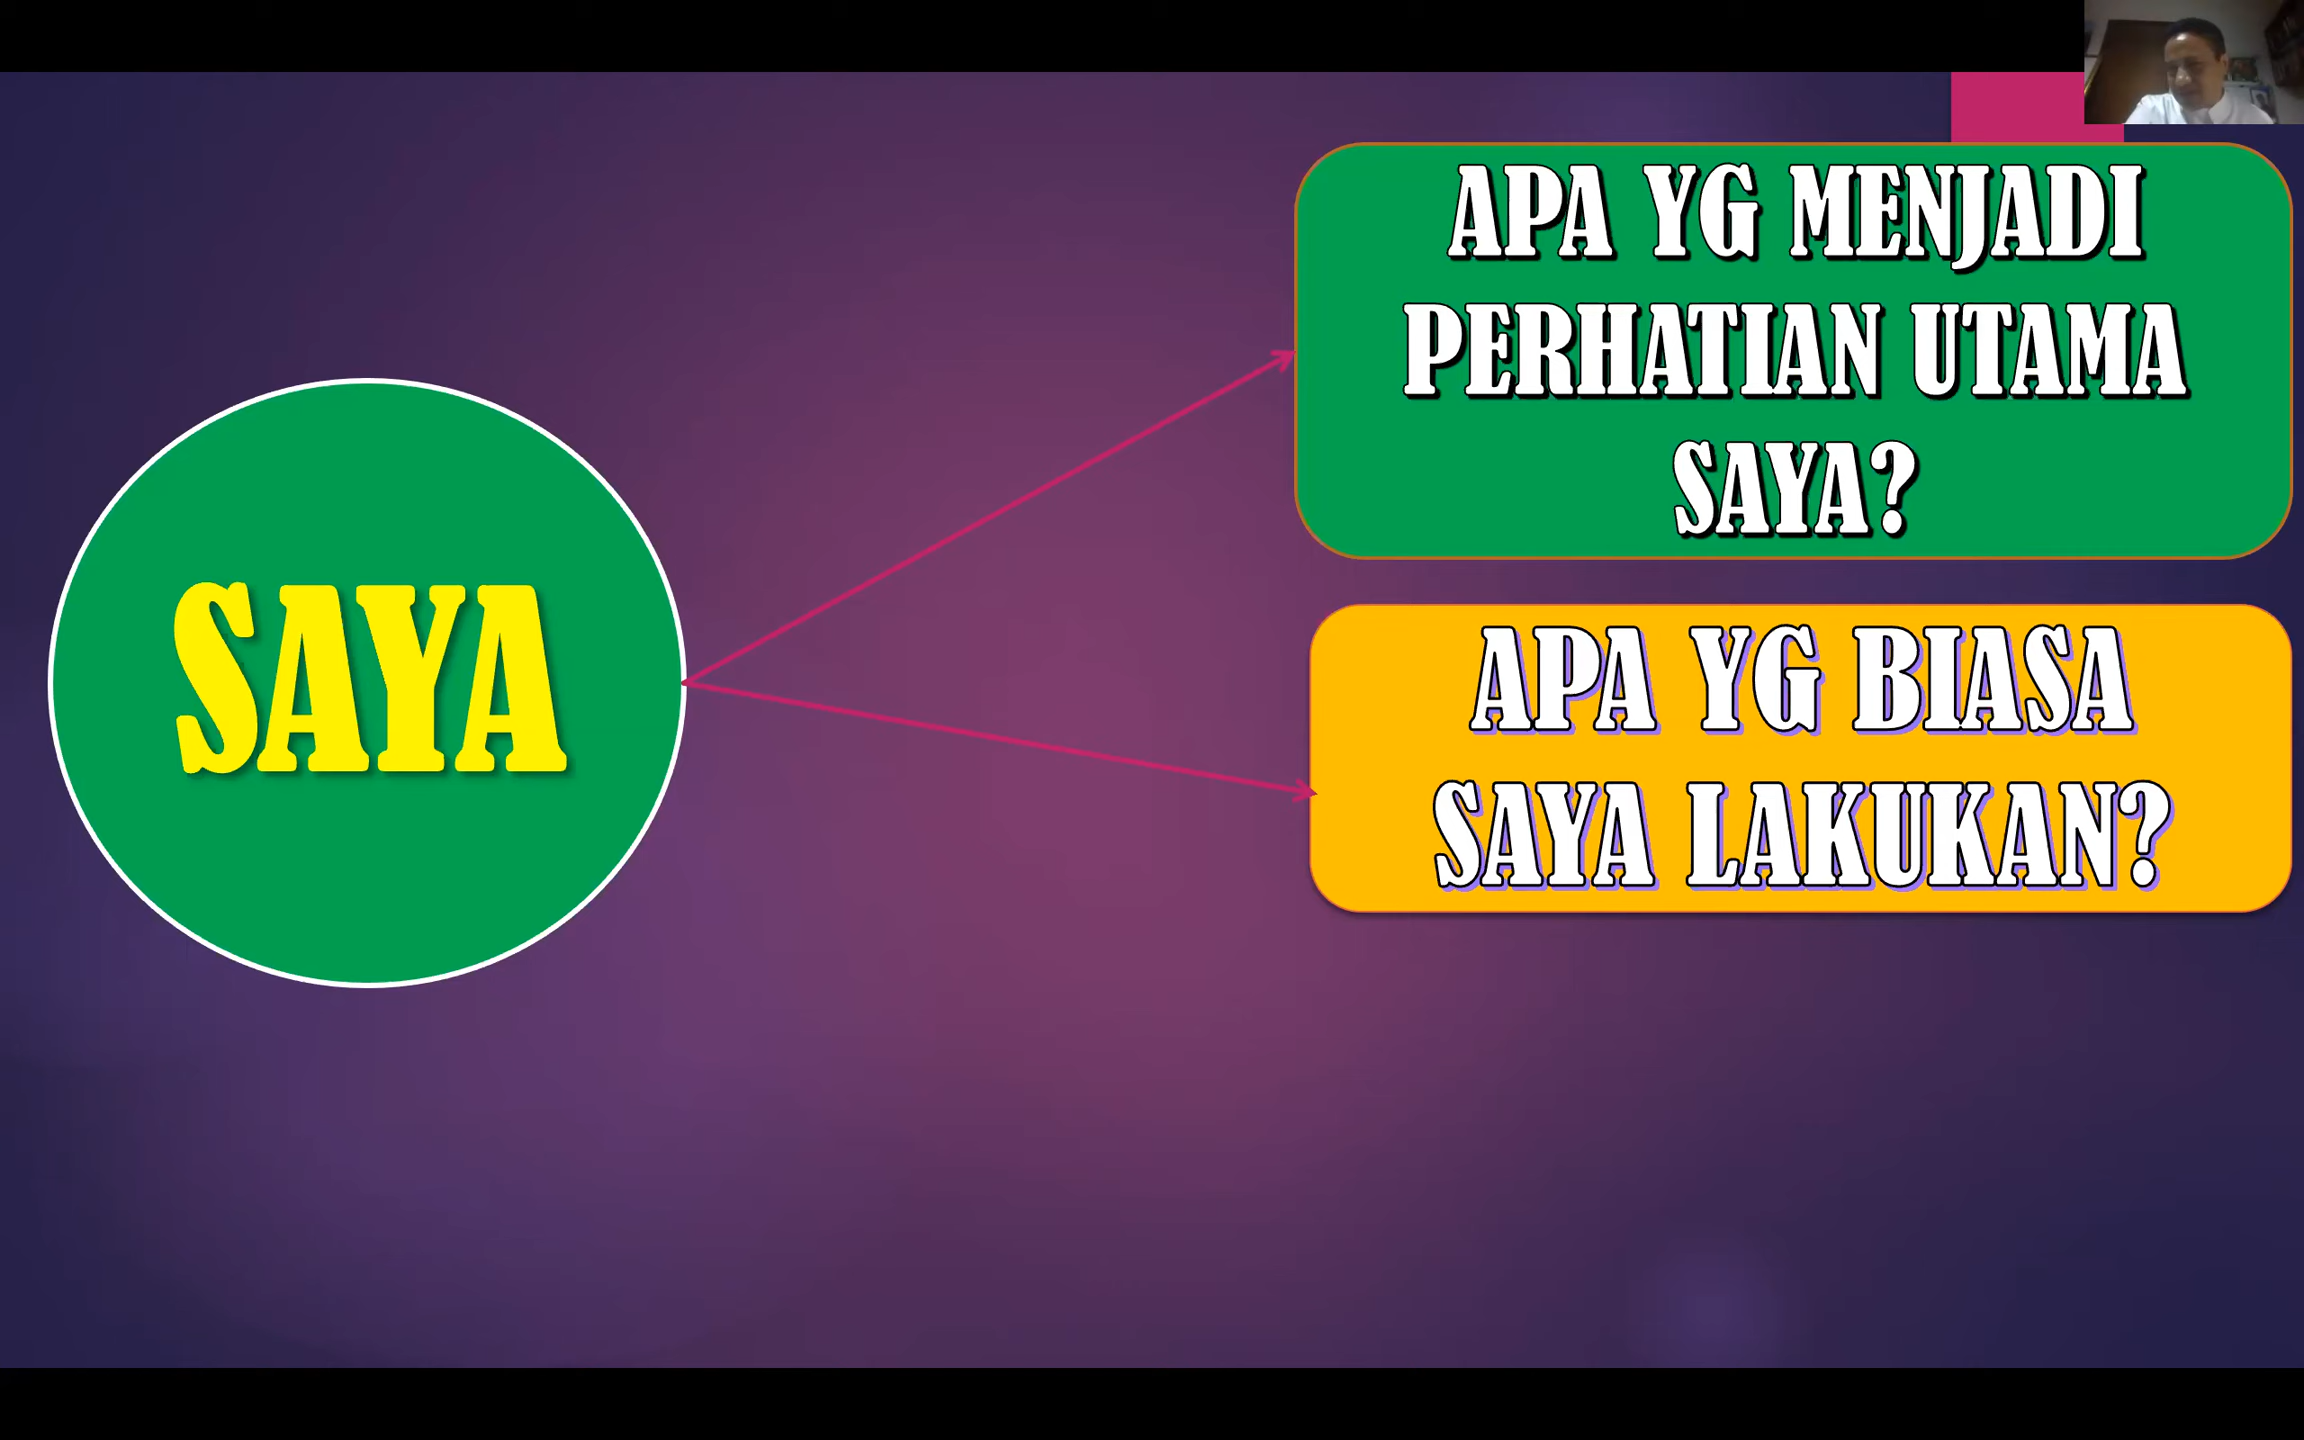 SAYA
APA YG MENJADI
PERHATIAN UTAMA
SAYA?
APA YG BIASA
SAYA LAKUKAN?